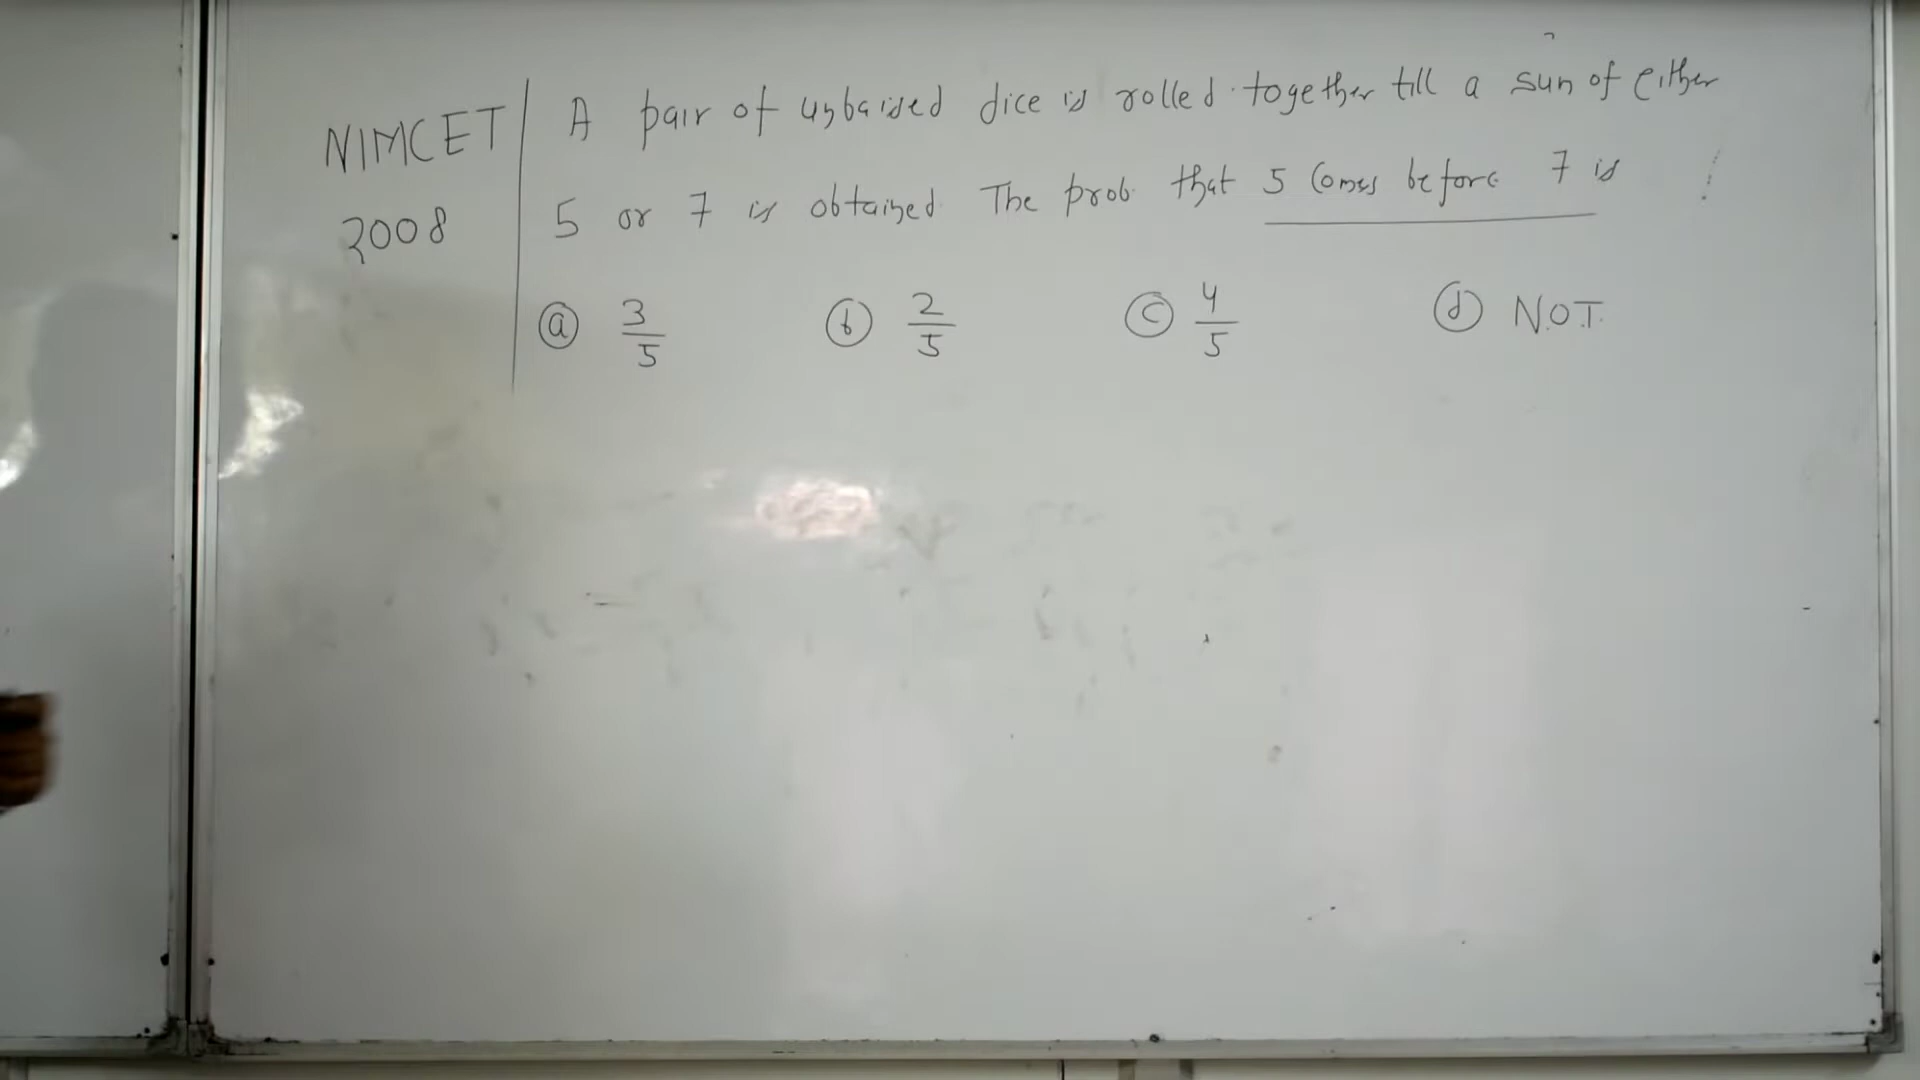 NIMCET
2008
A pair of unbaised dice is rolled together till a sum of either
5 or 7 is obtained. The prob. that 5 comes before 7 is
(a) 3/5 (b) 2/5 (c) 4/5 (d) N.O.T.